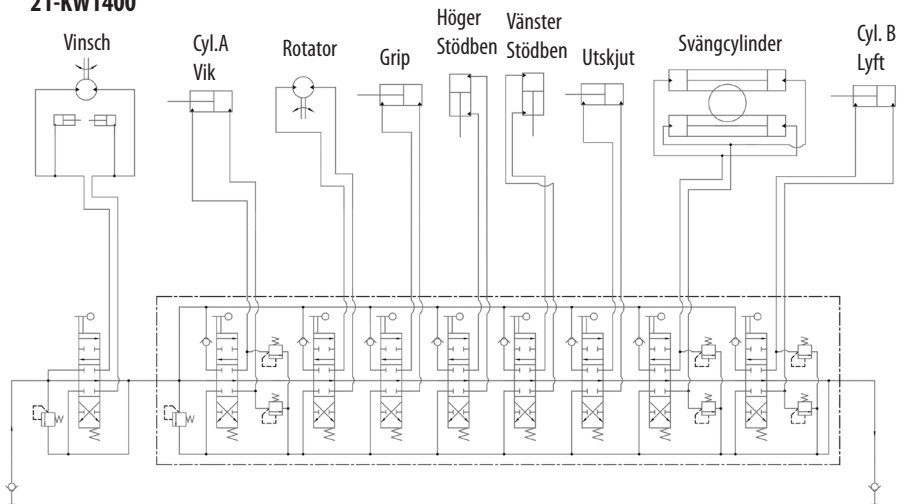 21-KW1400
Vinsch
Cyl.A
Vik
Rotator
Grip
Höger
Stödben
Vänster
Stödben
Utskjut
Svängcylinder
Cyl. B
Lyft